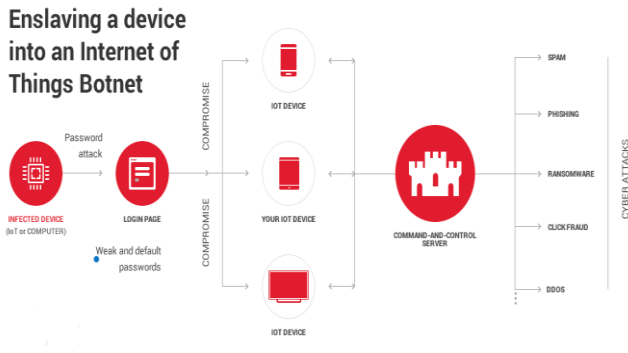 Enslaving a device
into an Internet of
Things Botnet
Password
attack
INFECTED DEVICE
(IoT or COMPUTER)
LOGIN PAGE
Weak and default
passwords
COMPROMISE
COMPROMISE
IOT DEVICE
YOUR IOT DEVICE
IOT DEVICE
COMMAND-AND-CONTROL
SERVER
SPAM
PHISHING
RANSOMWARE
CLICK FRAUD
DDOS
CYBER ATTACKS